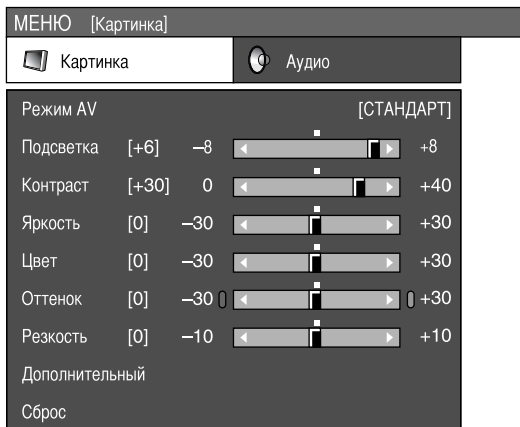 МЕНЮ [Картинка]
Картинка Аудио
Режим AV [СТАНДАРТ]
Подсветка [+6] –8 +8
Контраст [+30] 0 +40
Яркость [0] –30 +30
Цвет [0] –30 +30
Оттенок [0] –30 +30
Резкость [0] –10 +10
Дополнительный
Сброс